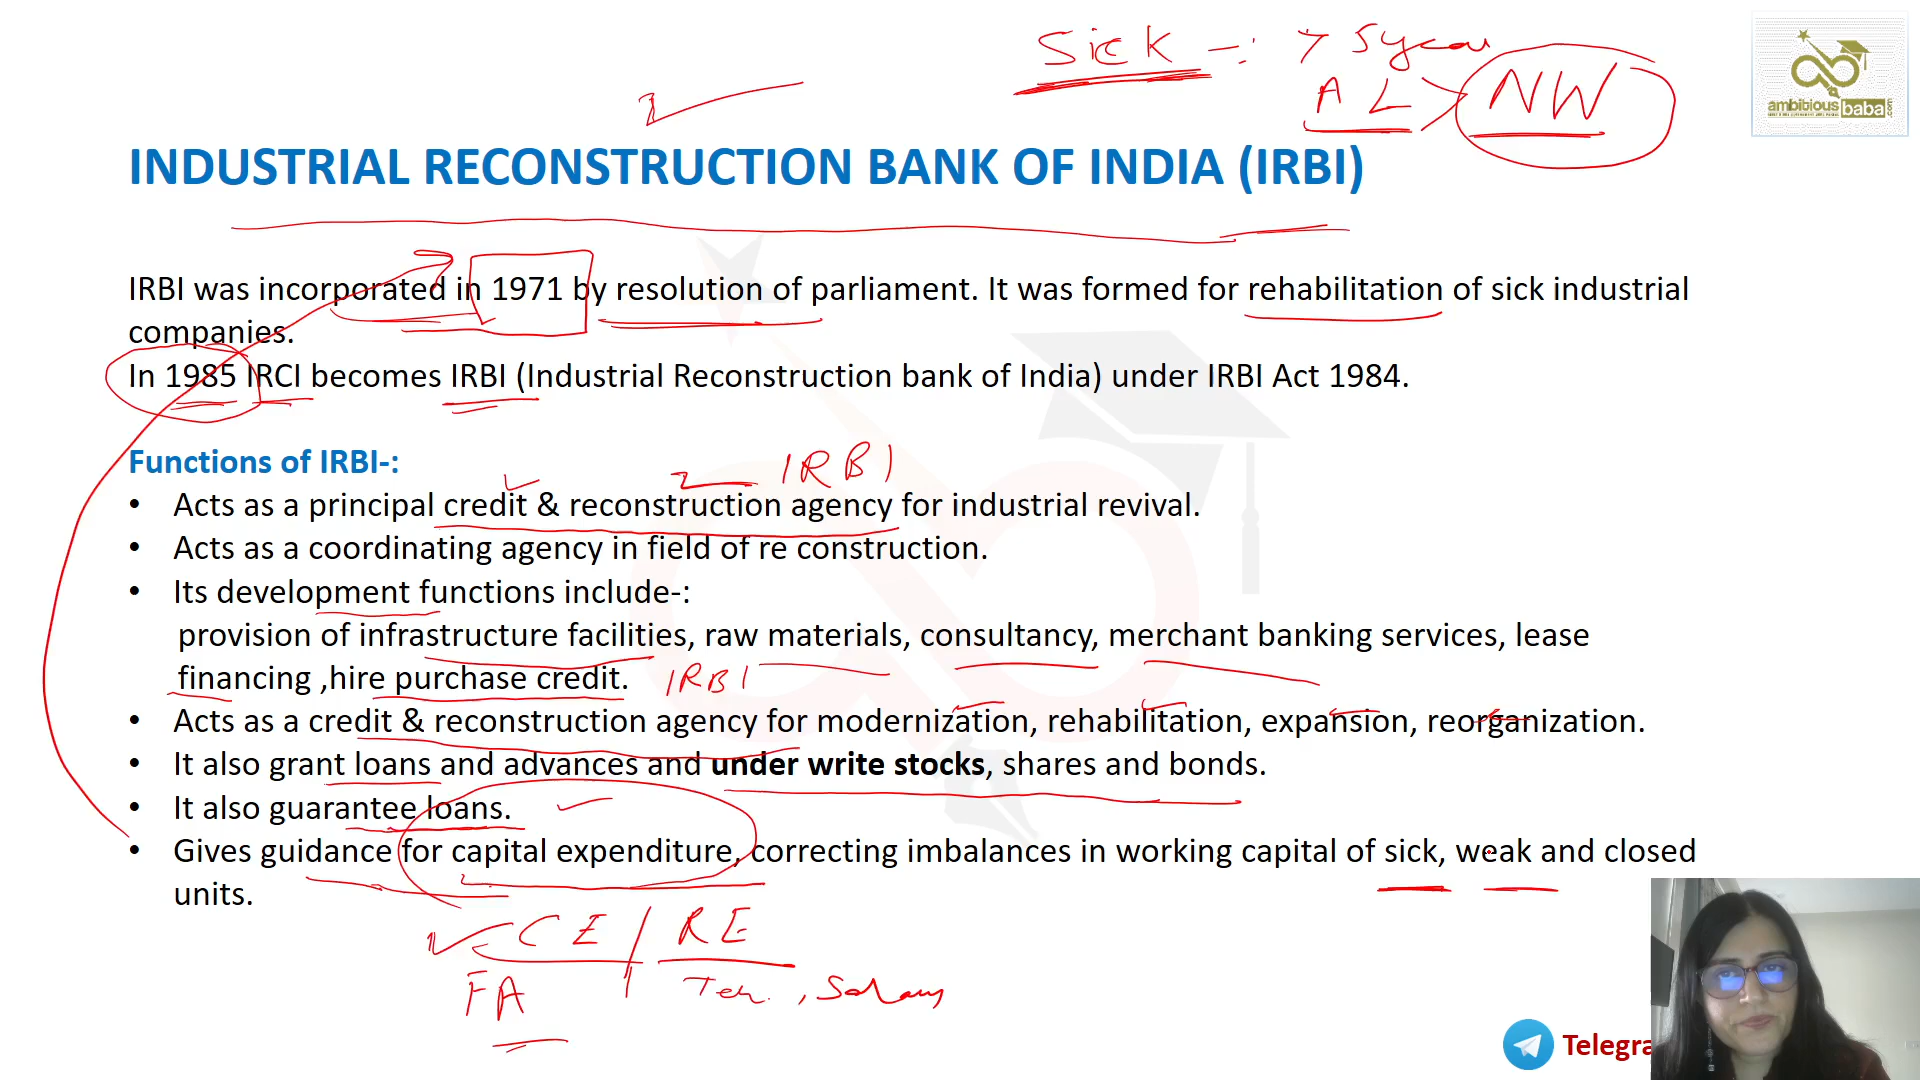 SicK -: > 5 year
A L > NW
ambitiousbaba.com
INDUSTRIAL RECONSTRUCTION BANK OF INDIA (IRBI)
IRBI was incorporated in 1971 by resolution of parliament. It was formed for rehabilitation of sick industrial
companies.
In 1985 IRCI becomes IRBI (Industrial Reconstruction bank of India) under IRBI Act 1984.
Functions of IRBI-:
IRBI
• Acts as a principal credit & reconstruction agency for industrial revival.
• Acts as a coordinating agency in field of re construction.
• Its development functions include-:
provision of infrastructure facilities, raw materials, consultancy, merchant banking services, lease
financing ,hire purchase credit. IRBI
• Acts as a credit & reconstruction agency for modernization, rehabilitation, expansion, reorganization.
• It also grant loans and advances and under write stocks, shares and bonds.
• It also guarantee loans.
• Gives guidance for capital expenditure, correcting imbalances in working capital of sick, weak and closed
units.
CE / RE
FA , Salary